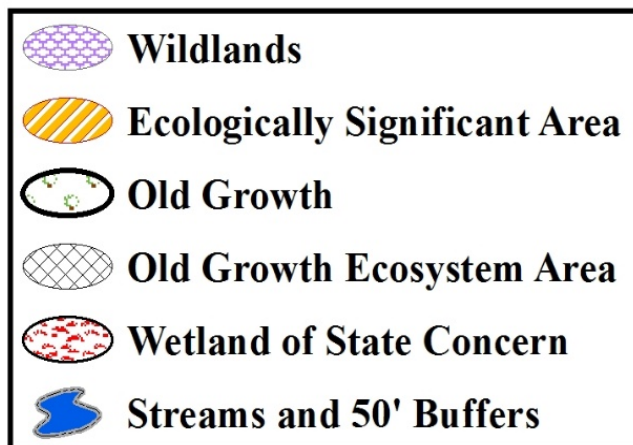 Wildlands
Ecologically Significant Area
Old Growth
Old Growth Ecosystem Area
Wetland of State Concern
Streams and 50' Buffers